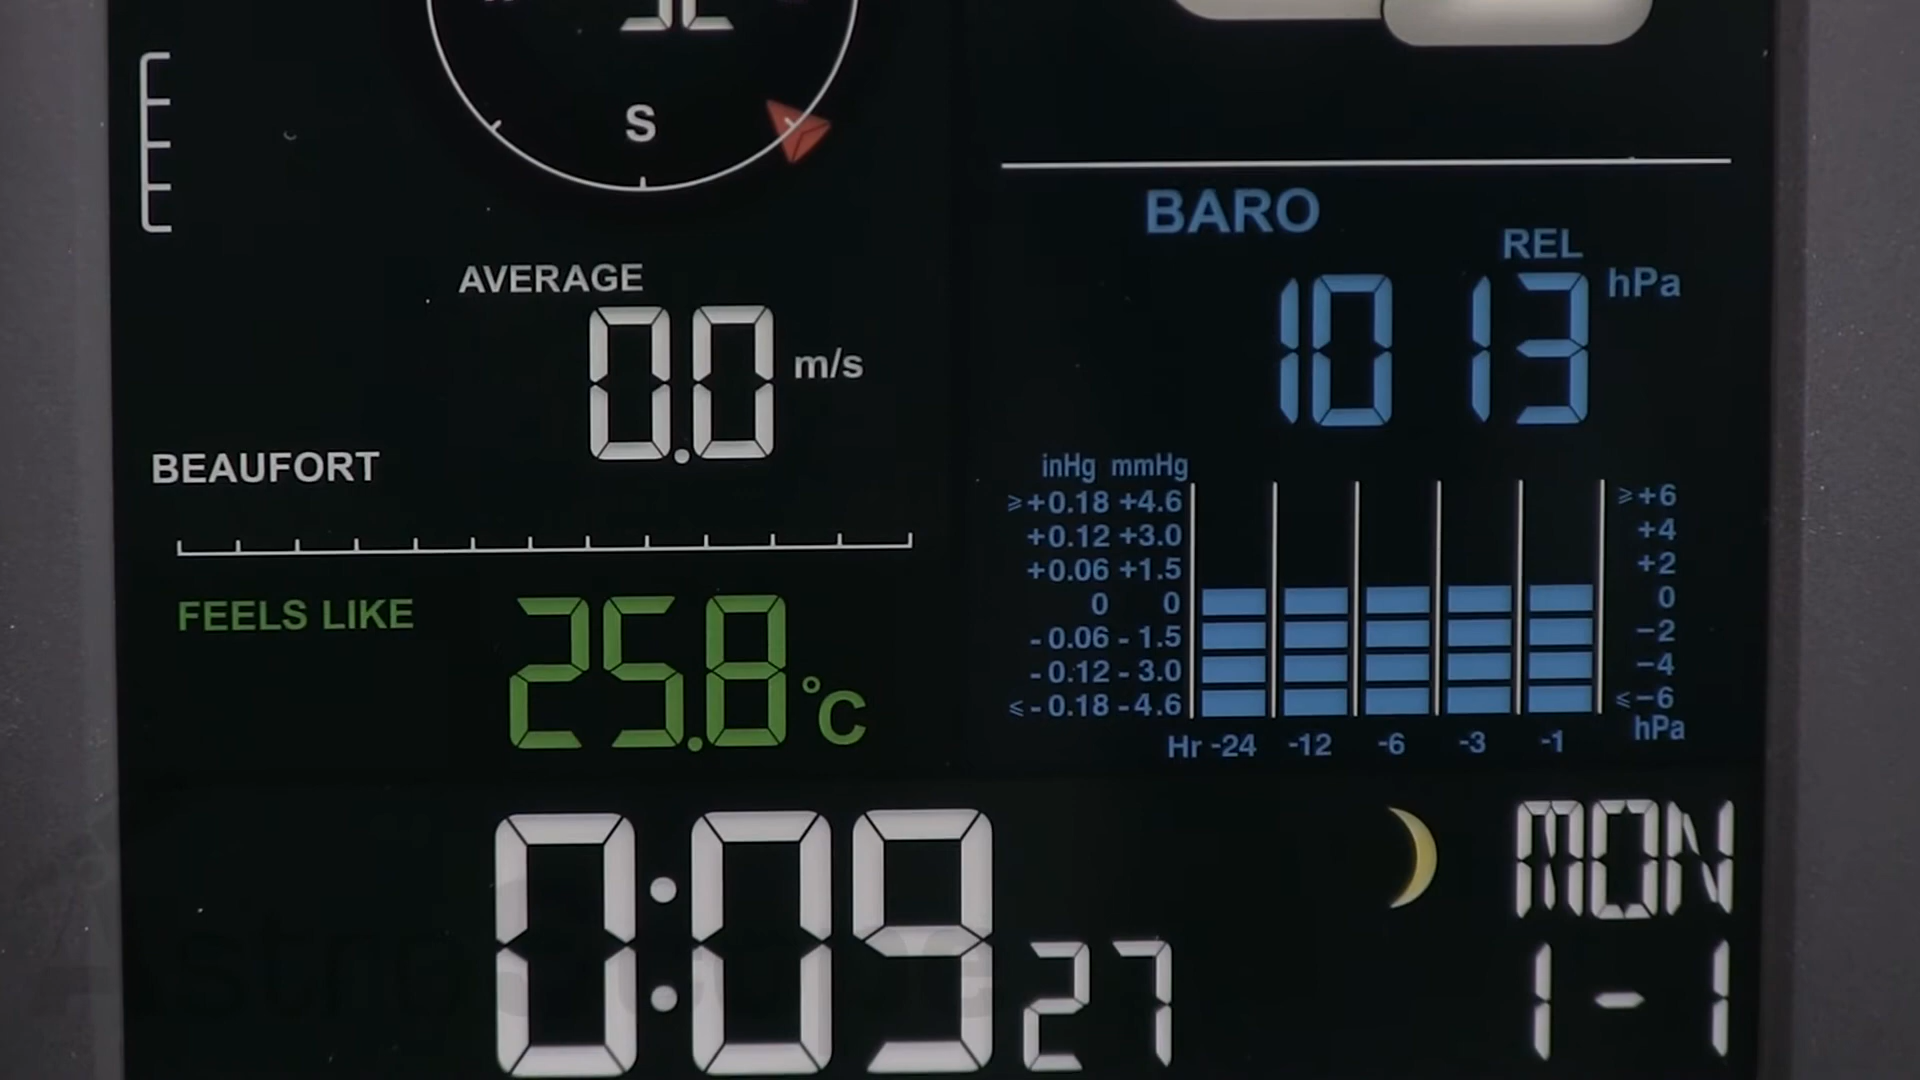 S
AVERAGE
0.0 m/s
BEAUFORT
FEELS LIKE
25.8 °C
BARO
REL
1013 hPa
inHg mmHg
≥+0.18 +4.6 ≥+6
+0.12 +3.0 +4
+0.06 +1.5 +2
0 0 0
-0.06 -1.5 −2
-0.12 -3.0 −4
≤-0.18 -4.6 ≤−6
hPa
Hr -24 -12 -6 -3 -1
0:09 27
MON
1-1